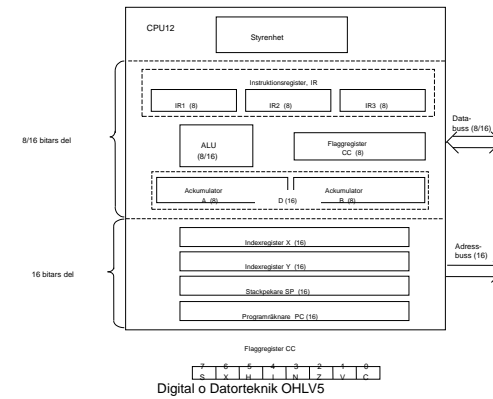 CPU12
Styrenhet
Instruktionsregister, IR
IR1 (8) IR2 (8) IR3 (8)
Data-
buss (8/16)
8/16 bitars del
ALU
(8/16)
Flaggregister
CC (8)
Ackumulator Ackumulator
A (8) D (16) B (8)
Indexregister X (16)
Adress-
buss (16)
Indexregister Y (16)
16 bitars del
Stackpekare SP (16)
Programräknare PC (16)
Flaggregister CC
7 6 5 4 3 2 1 0
S X H I N Z V C
Digital o Datorteknik OHLV5